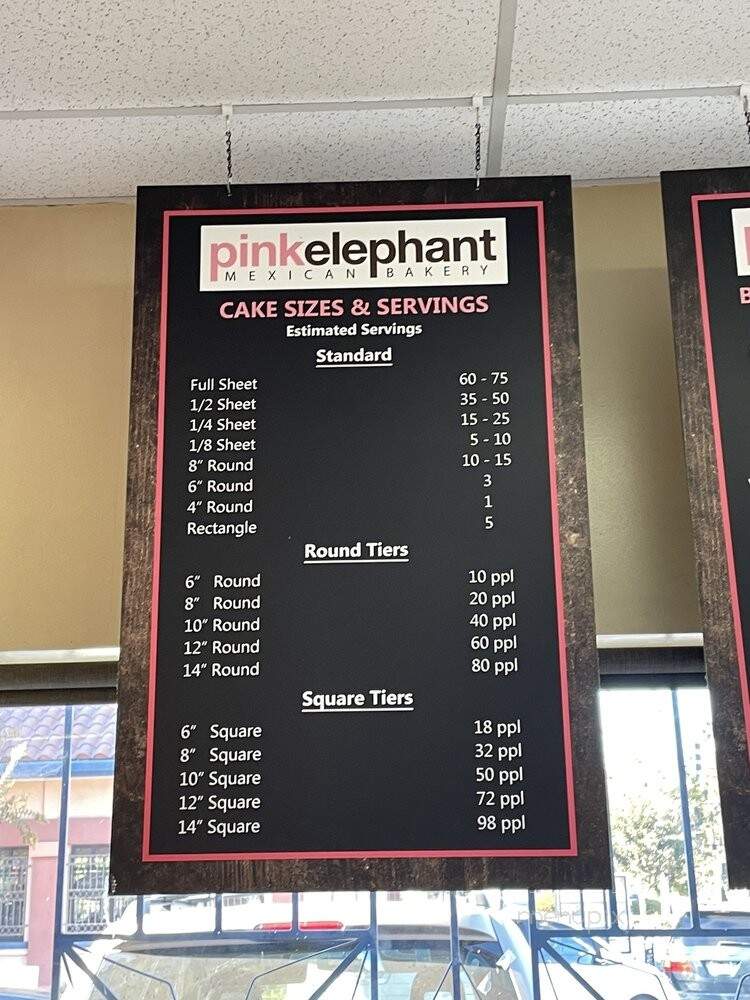 pinkelephant
MEXICAN BAKERY
CAKE SIZES & SERVINGS
Estimated Servings
Standard
Full Sheet 60 - 75
1/2 Sheet 35 - 50
1/4 Sheet 15 - 25
1/8 Sheet 5 - 10
8" Round 10 - 15
6" Round 3
4" Round 1
Rectangle 5
Round Tiers
6" Round 10 ppl
8" Round 20 ppl
10" Round 40 ppl
12" Round 60 ppl
14" Round 80 ppl
Square Tiers
6" Square 18 ppl
8" Square 32 ppl
10" Square 50 ppl
12" Square 72 ppl
14" Square 98 ppl